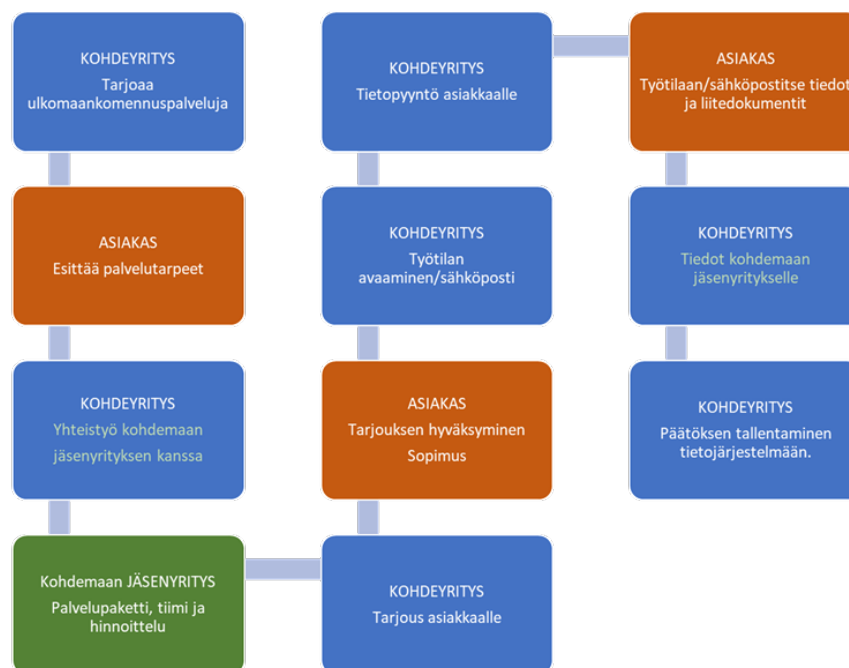 KOHDEYRITYS
Tarjoaa
ulkomaankomennuspalveluja
ASIAKAS
Esittää palvelutarpeet
KOHDEYRITYS
Yhteistyö kohdemaan
jäsenyrityksen kanssa
Kohdemaan JÄSENYRITYS
Palvelupaketti, tiimi ja
hinnoittelu
KOHDEYRITYS
Tarjous asiakkaalle
ASIAKAS
Tarjouksen hyväksyminen
Sopimus
KOHDEYRITYS
Työtilan
avaaminen/sähköposti
KOHDEYRITYS
Tietopyyntö asiakkaalle
ASIAKAS
Työtilaan/sähköpostitse tiedot
ja liitedokumentit
KOHDEYRITYS
Tiedot kohdemaan
jäsenyritykselle
KOHDEYRITYS
Päätöksen tallentaminen
tietojärjestelmään.